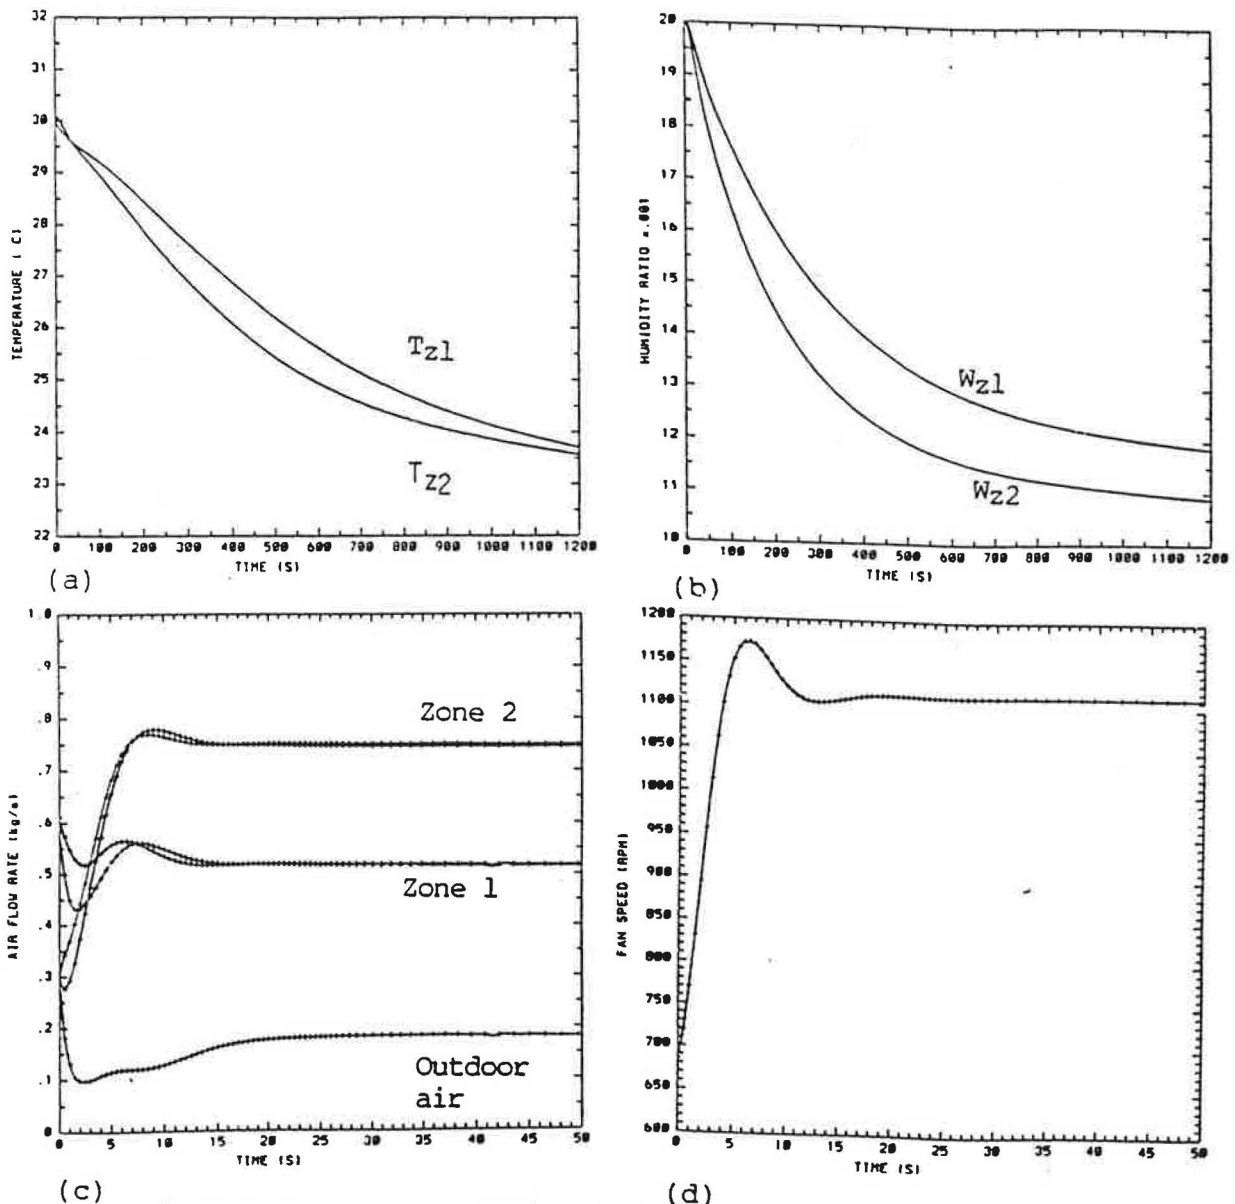 32
31
30
29
28
27
26
25
24
23
22
TEMPERATURE ( C)
Tz1
Tz2
0 100 200 300 400 500 600 700 800 900 1000 1100 1200
TIME (S)
(a)
20
19
18
17
16
15
14
13
12
11
10
HUMIDITY RATIO *.001
Wz1
Wz2
0 100 200 300 400 500 600 700 800 900 1000 1100 1200
TIME (S)
(b)
1.0
.9
.8
.7
.6
.5
.4
.3
.2
.1
0
AIR FLOW RATE (kg/s)
Zone 2
Zone 1
Outdoor
air
0 5 10 15 20 25 30 35 40 45 50
TIME (S)
(c)
1200
1150
1100
1050
1000
950
900
850
800
750
700
650
600
FAN SPEED (RPM)
0 5 10 15 20 25 30 35 40 45 50
TIME (S)
(d)